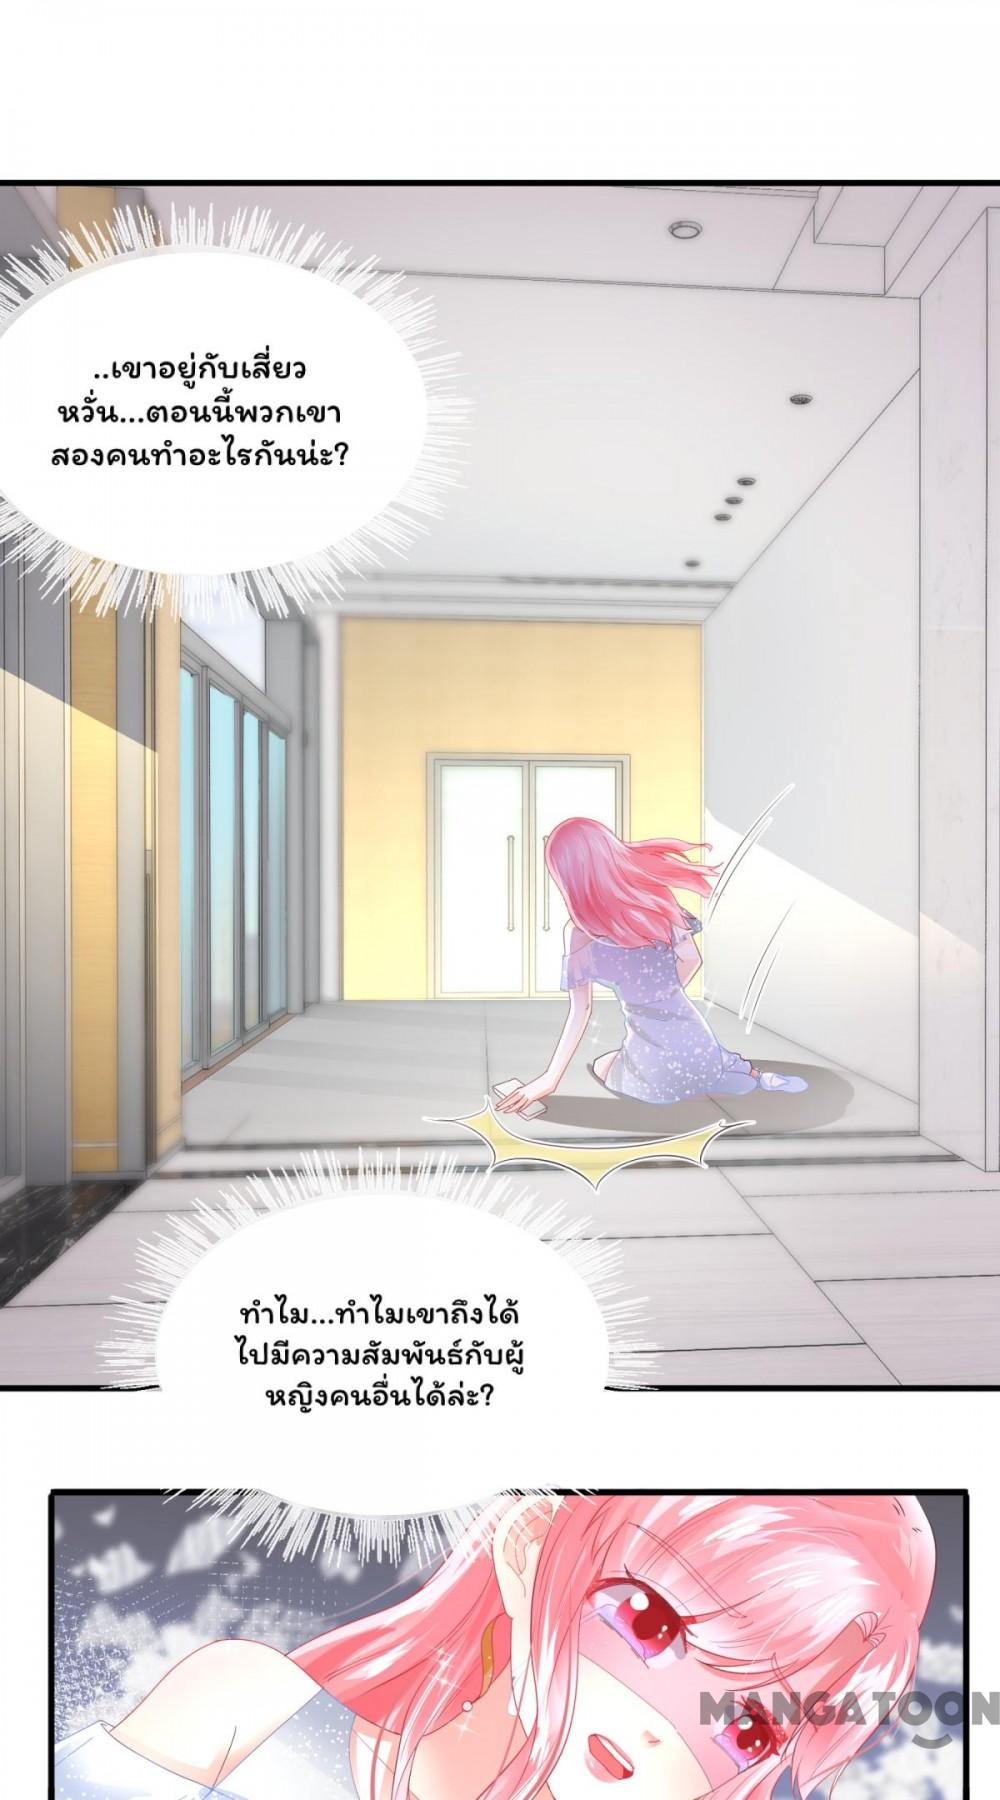 ..เขาอยู่กับเสี่ยว
หวั่น...ตอนนี้พวกเขา
สองคนทำอะไรกันน่ะ?
ทำไม...ทำไมเขาถึงได้
ไปมีความสัมพันธ์กับผู้
หญิงคนอื่นได้ล่ะ?
MANGATOON